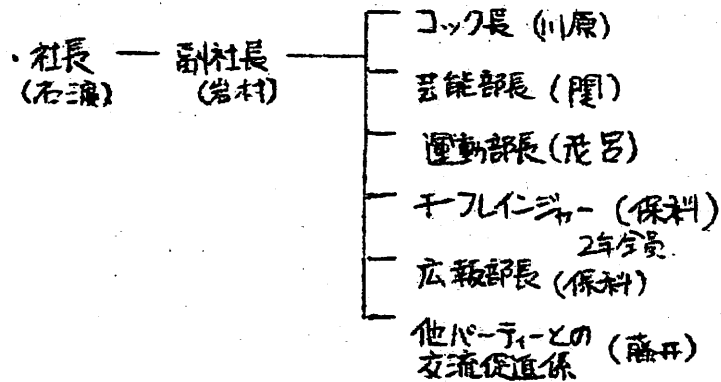 ・社長 ― 副社長
(石濵) (岩村)
コック長 (川原)
芸能部長 (関)
運動部長 (茂呂)
チーフレインジャー (保科)
2年全員
広報部長 (保科)
他パーティーとの
交流促進係 (藤井)